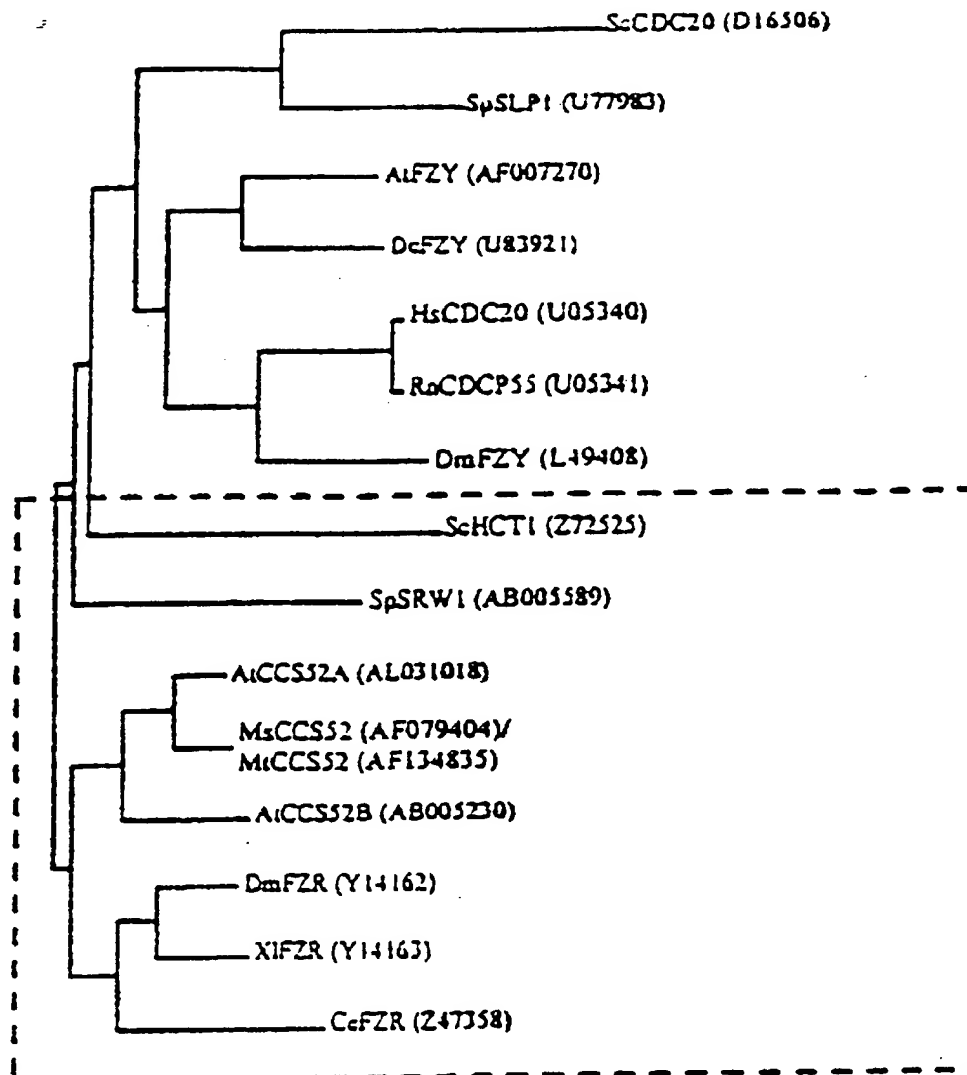 ScCDC20 (D16506)
SpSLP1 (U77983)
AtFZY (AF007270)
DcFZY (U83921)
HsCDC20 (U05340)
RnCDCP55 (U05341)
DmFZY (L49408)
ScHCT1 (Z72525)
SpSRW1 (AB005589)
AtCCS52A (AL031018)
MsCCS52 (AF079404)/
MtCCS52 (AF134835)
AtCCS52B (AB005230)
DmFZR (Y14162)
XlFZR (Y14163)
CeFZR (Z47358)